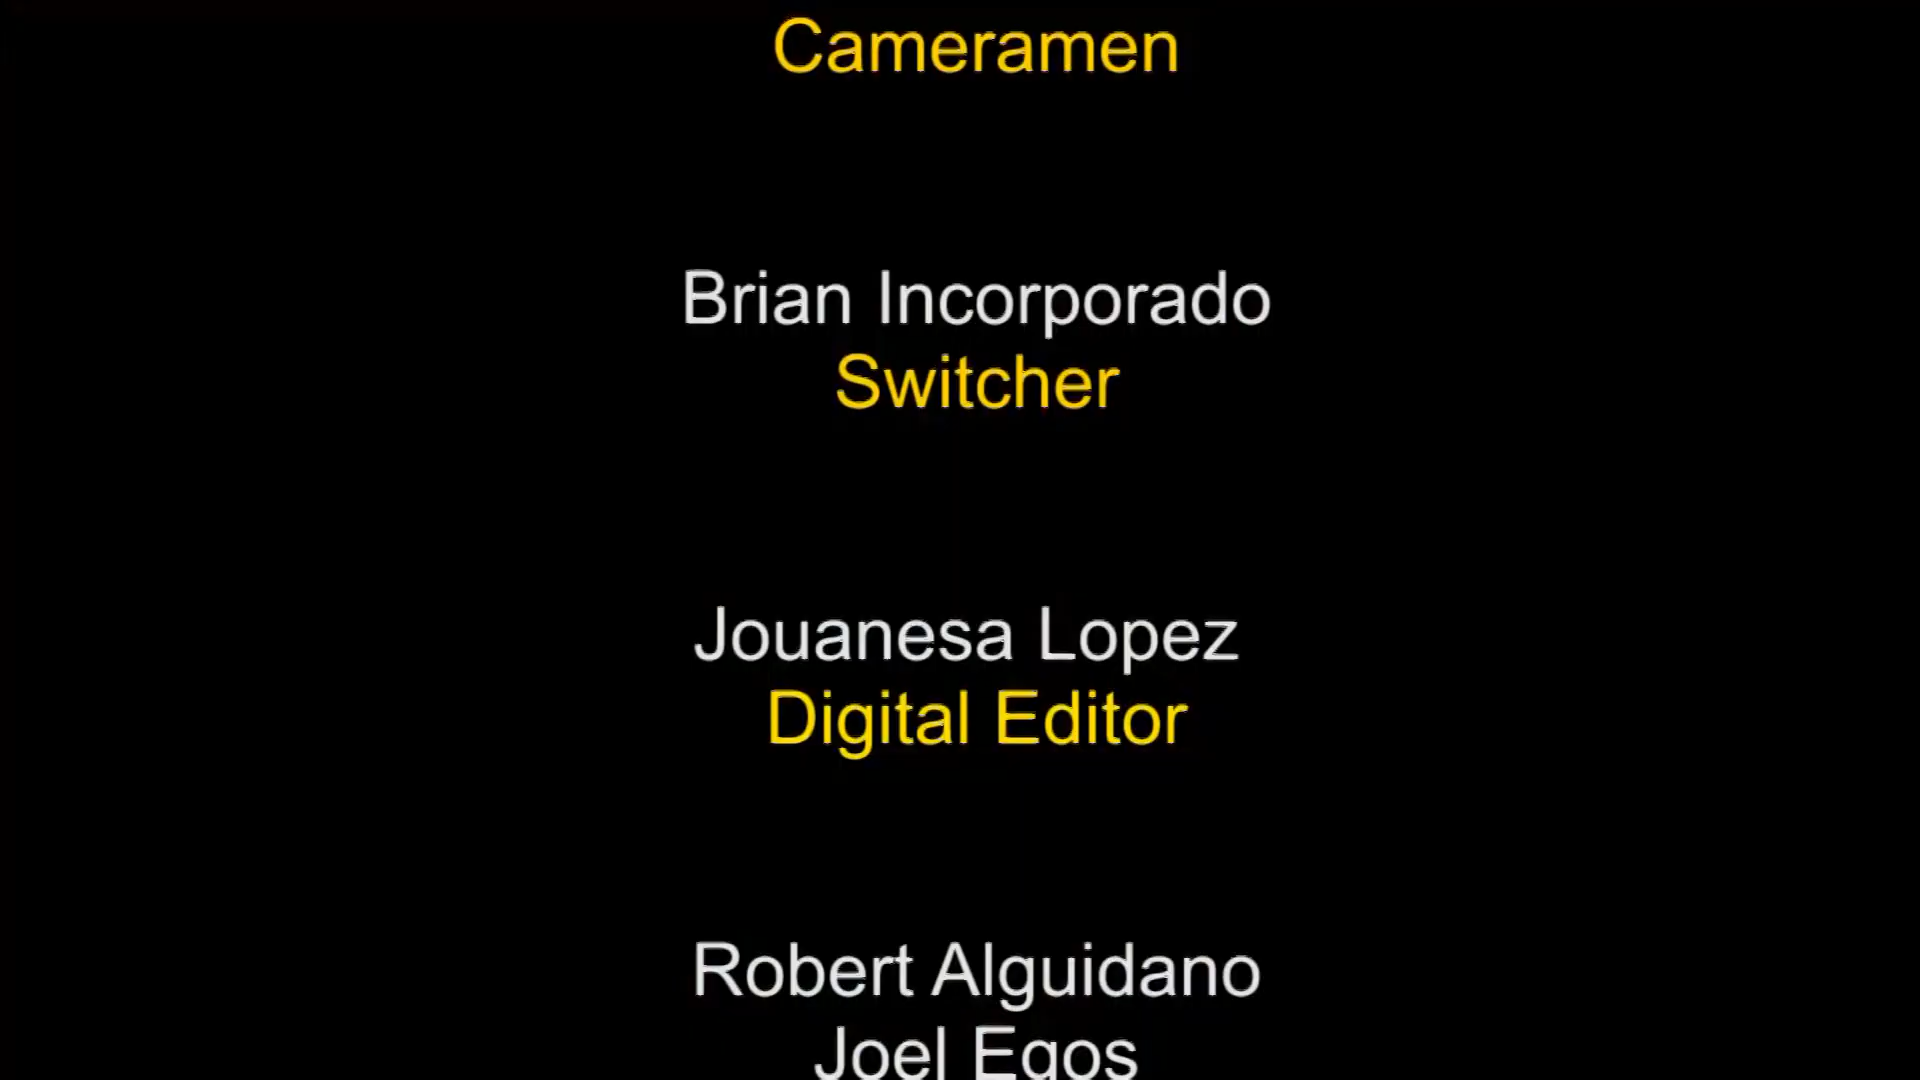 Cameramen
Brian Incorporado
Switcher
Jouanesa Lopez
Digital Editor
Robert Alguidano
Joel Egos